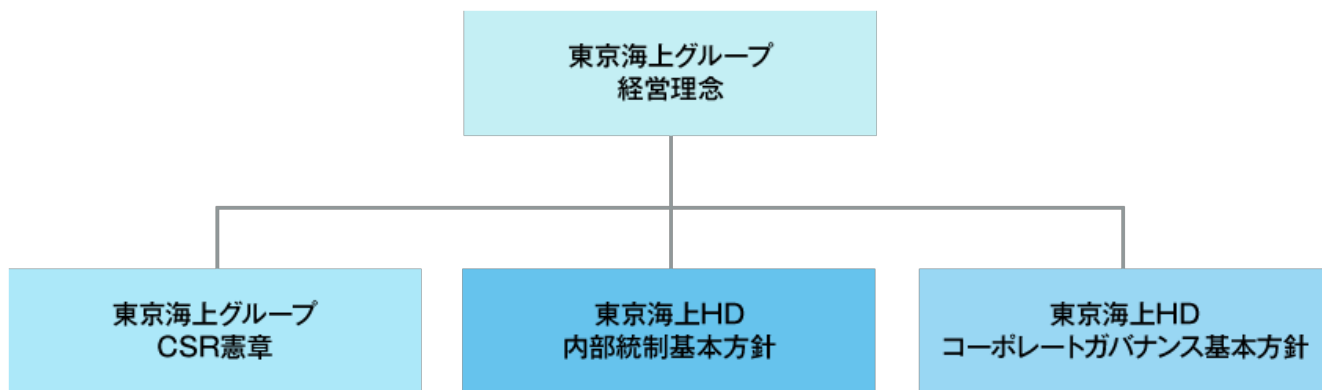 東京海上グループ
経営理念
東京海上グループ
CSR憲章
東京海上HD
内部統制基本方針
東京海上HD
コーポレートガバナンス基本方針